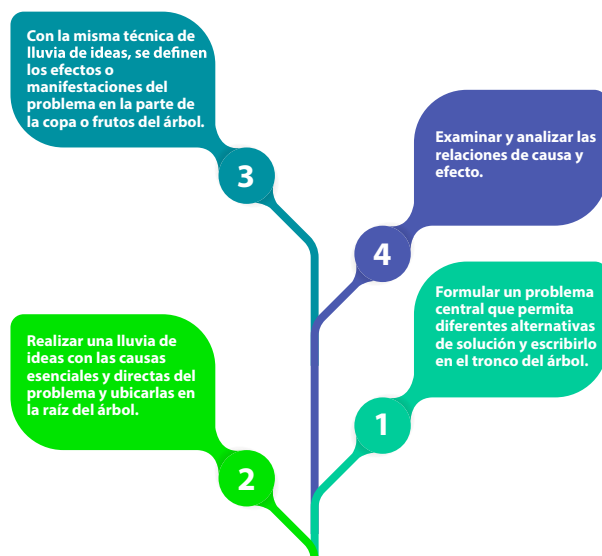 Con la misma técnica de
lluvia de ideas, se definen
los efectos o
manifestaciones del
problema en la parte de
la copa o frutos del árbol.
3
Examinar y analizar las
relaciones de causa y
efecto.
4
Formular un problema
central que permita
diferentes alternativas
de solución y escribirlo
en el tronco del árbol.
1
Realizar una lluvia de
ideas con las causas
esenciales y directas del
problema y ubicarlas en
la raíz del árbol.
2